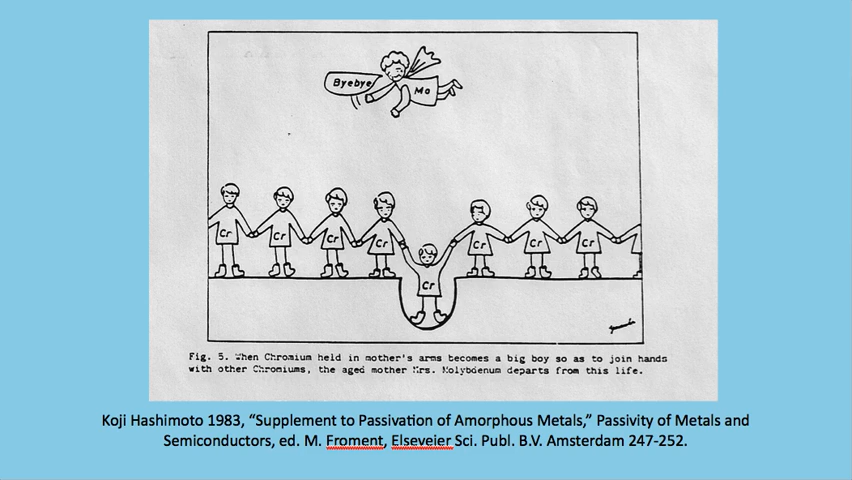 Byebye
Mo
Cr
Cr
Cr
Cr
Cr
Cr
Cr
Cr
Fig. 5. When Chromium held in mother's arms becomes a big boy so as to join hands
with other Chromiums, the aged mother Mrs. Molybdenum departs from this life.
Koji Hashimoto 1983, “Supplement to Passivation of Amorphous Metals,” Passivity of Metals and
Semiconductors, ed. M. Froment, Elseveier Sci. Publ. B.V. Amsterdam 247-252.